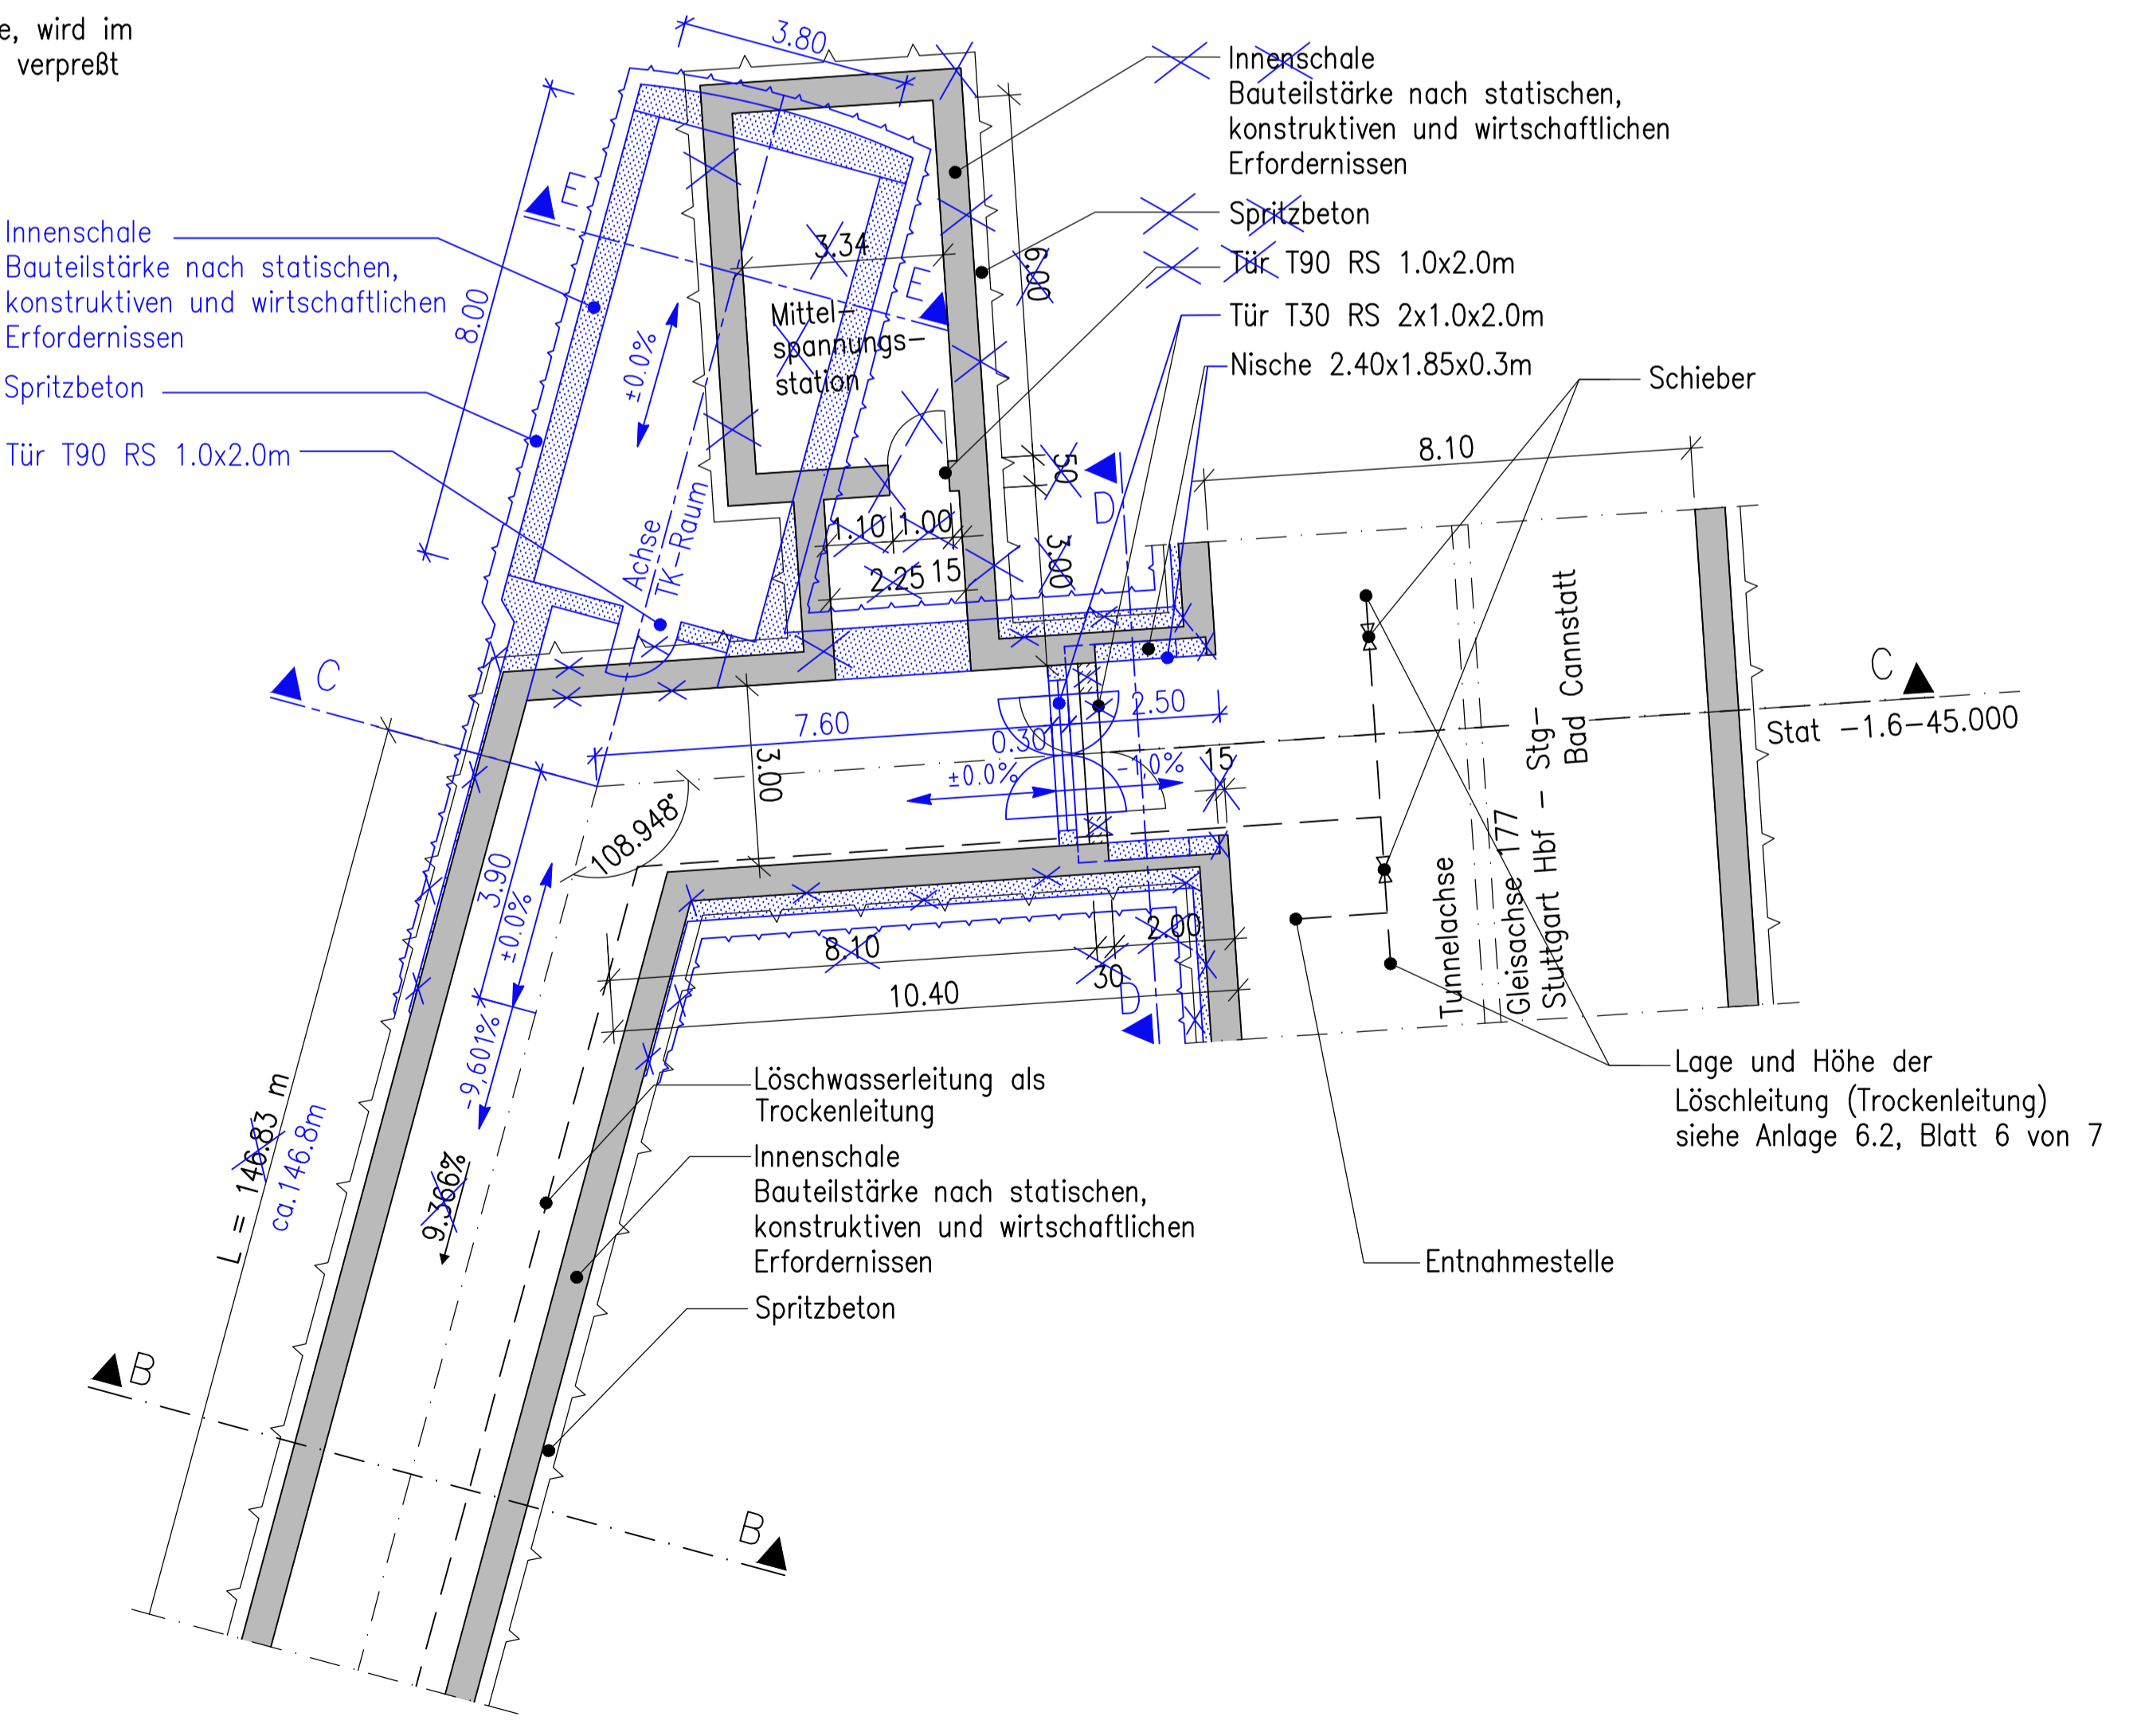 e, wird im
verpreßt
3.80
Innenschale
Bauteilstärke nach statischen,
konstruktiven und wirtschaftlichen
Erfordernissen
Spritzbeton
Tür T90 RS 1.0x2.0m
Tür T30 RS 2x1.0x2.0m
Nische 2.40x1.85x0.3m
Schieber
Innenschale
Bauteilstärke nach statischen,
konstruktiven und wirtschaftlichen
Erfordernissen
Spritzbeton
Tür T90 RS 1.0x2.0m
8.00
E
E
3.34
6.00
Mittel-
spannungs-
station
±0.0%
Achse
TK-Raum
50
D
8.10
1.10
1.00
2.25
15
3.00
C
C
Stat -1.6-45.000
7.60
2.50
0.30
3.00
±0.0%
-1,0%
15
108.948°
3.90
±0.0%
-9,601%
8.10
2.00
30
10.40
D
Tunnelachse
Gleisachse 177
Stuttgart Hbf - Stg-
Bad Cannstatt
L = 146.83 m
ca.146.8m
9.366%
Löschwasserleitung als
Trockenleitung
Innenschale
Bauteilstärke nach statischen,
konstruktiven und wirtschaftlichen
Erfordernissen
Spritzbeton
Lage und Höhe der
Löschleitung (Trockenleitung)
siehe Anlage 6.2, Blatt 6 von 7
Entnahmestelle
B
B